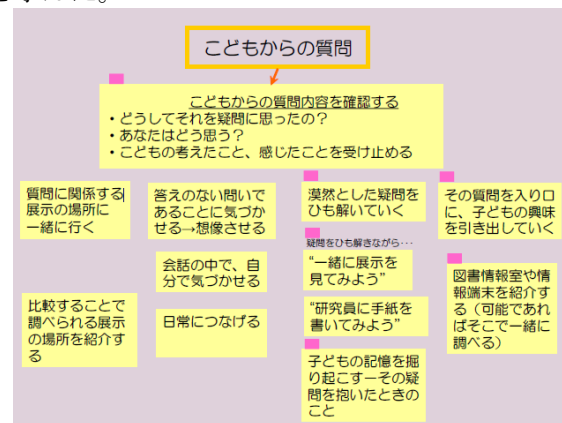 こどもからの質問
こどもからの質問内容を確認する
・どうしてそれを疑問に思ったの？
・あなたはどう思う？
・こどもの考えたこと、感じたことを受け止める
質問に関係する
展示の場所に
一緒に行く
比較することで
調べられる展示
の場所を紹介す
る
答えのない問いで
あることに気づか
せる→想像させる
会話の中で、自
分で気づかせる
日常につなげる
漠然とした疑問を
ひも解いていく
疑問をひも解きながら･･･
“一緒に展示を
見てみよう”
“研究員に手紙を
書いてみよう”
子どもの記憶を掘
り起こすーその疑
問を抱いたときの
こと
その質問を入り口
に、子どもの興味
を引き出していく
図書情報室や情
報端末を紹介す
る（可能であれ
ばそこで一緒に
調べる）